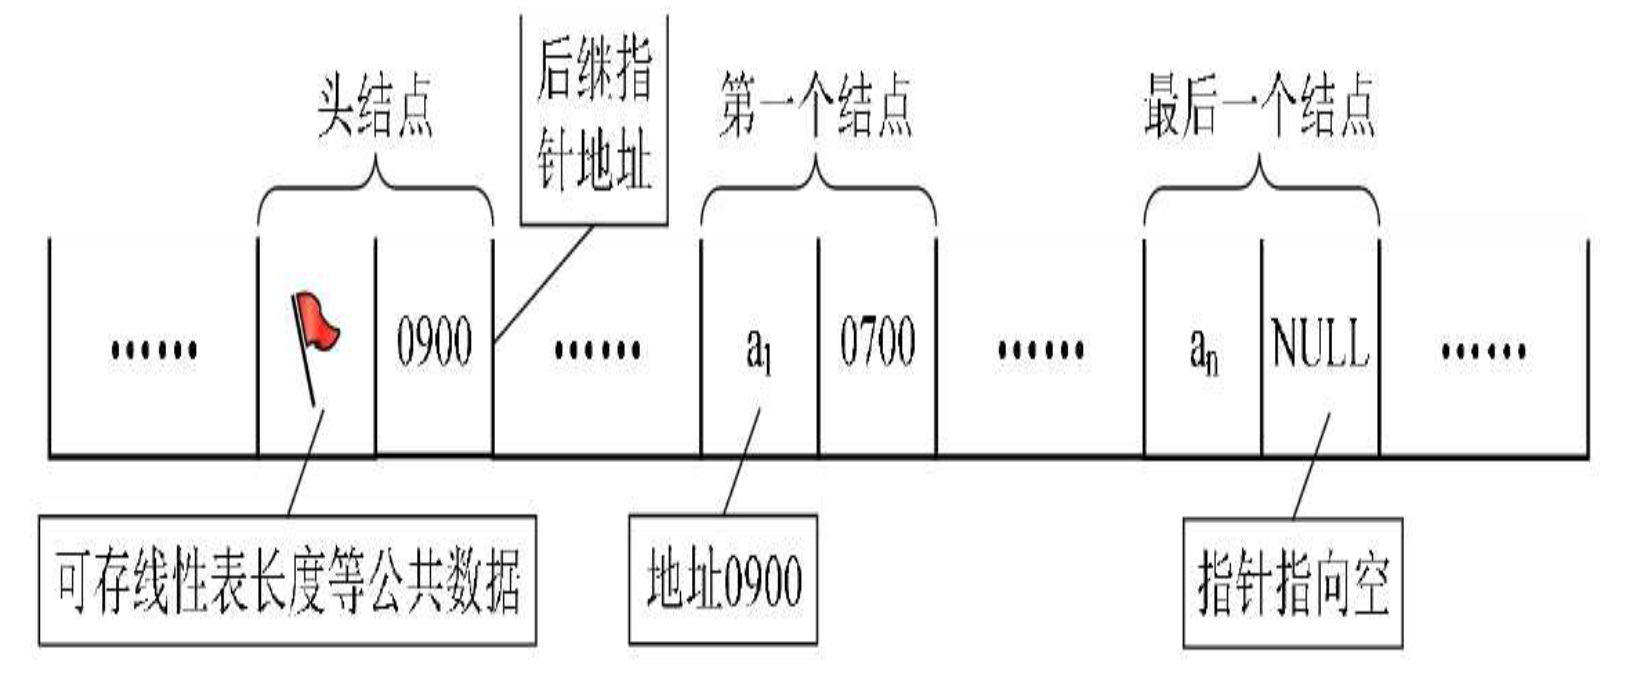 后继指
针地址
头结点
第一个结点
最后一个结点
…… 0900 …… a₁ 0700 …… aₙ NULL ……
可存线性表长度等公共数据
地址0900
指针指向空